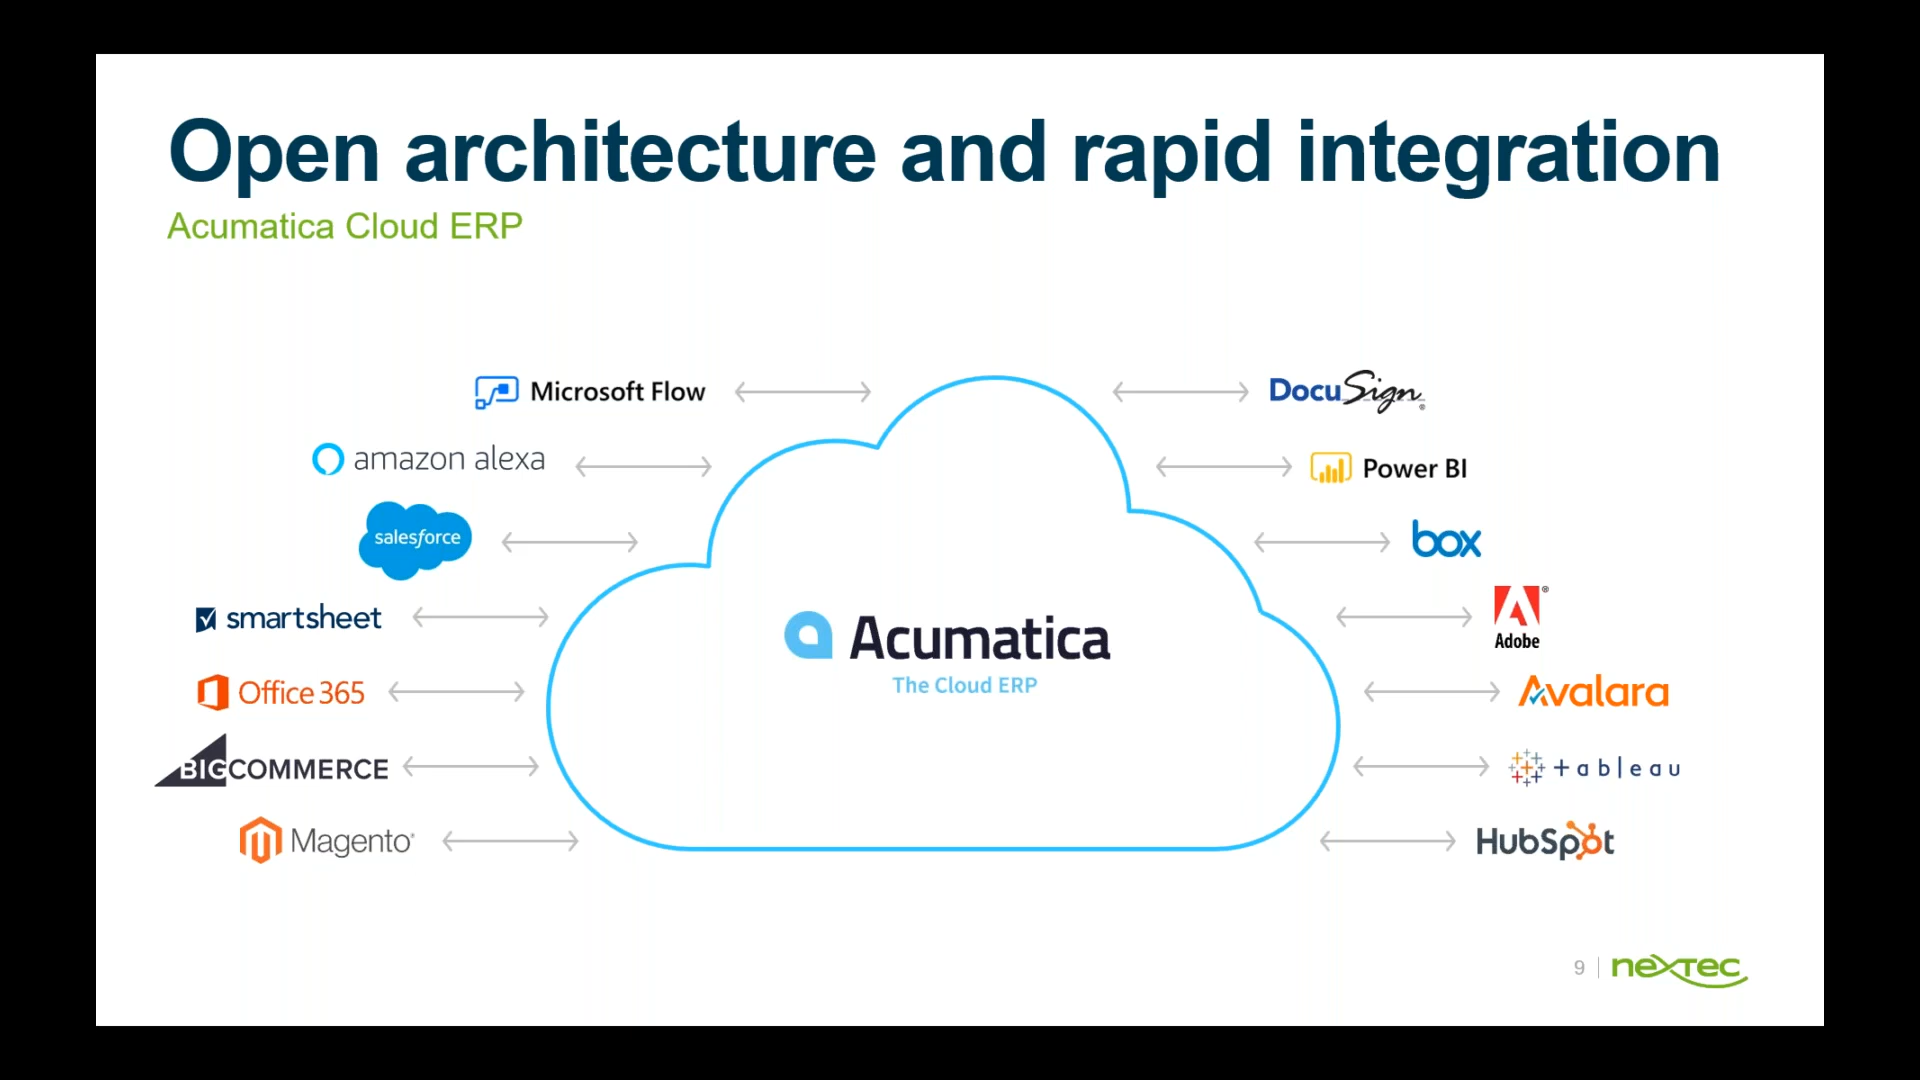 Open architecture and rapid integration
Acumatica Cloud ERP
Microsoft Flow
DocuSign®
amazon alexa
Power BI
salesforce
box
smartsheet
Adobe®
Acumatica
The Cloud ERP
Office 365
Avalara
BIGCOMMERCE
+ableau
Magento®
HubSpot
9
nexTec